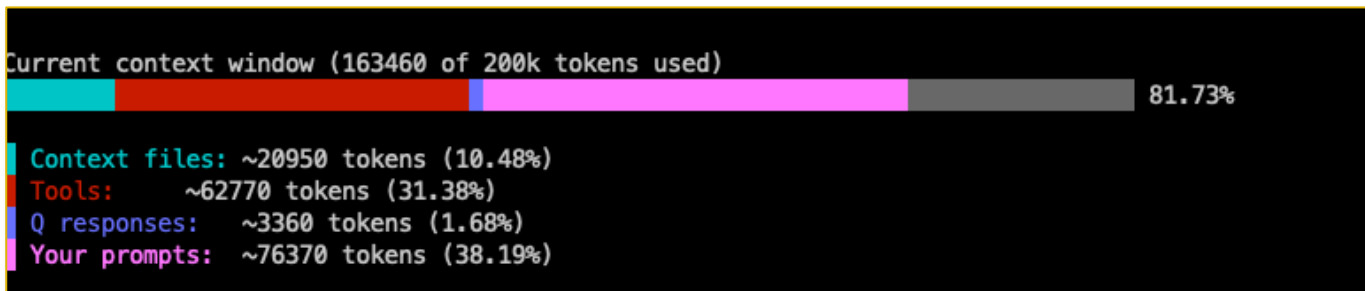 Current context window (163460 of 200k tokens used)
81.73%
Context files: ~20950 tokens (10.48%)
Tools: ~62770 tokens (31.38%)
Q responses: ~3360 tokens (1.68%)
Your prompts: ~76370 tokens (38.19%)